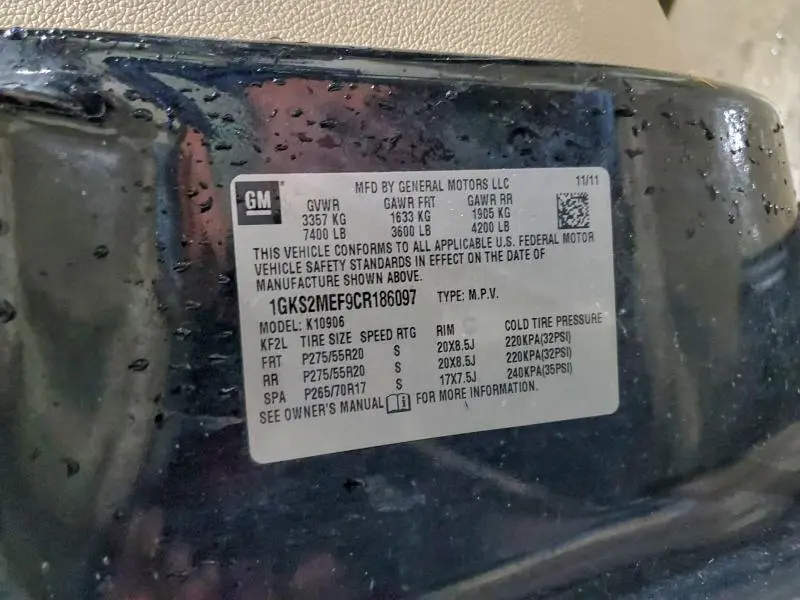 GM
MFD BY GENERAL MOTORS LLC 11/11
GVWR GAWR FRT GAWR RR
3357 KG 1633 KG 1905 KG
7400 LB 3600 LB 4200 LB
THIS VEHICLE CONFORMS TO ALL APPLICABLE U.S. FEDERAL MOTOR
VEHICLE SAFETY STANDARDS IN EFFECT ON THE DATE OF
MANUFACTURE SHOWN ABOVE.
1GKS2MEF9CR186097 TYPE: M.P.V.
MODEL: K10906
KF2L TIRE SIZE SPEED RTG RIM COLD TIRE PRESSURE
FRT P275/55R20 S 20X8.5J 220KPA(32PSI)
RR P275/55R20 S 20X8.5J 220KPA(32PSI)
SPA P265/70R17 S 17X7.5J 240KPA(35PSI)
SEE OWNER'S MANUAL FOR MORE INFORMATION.